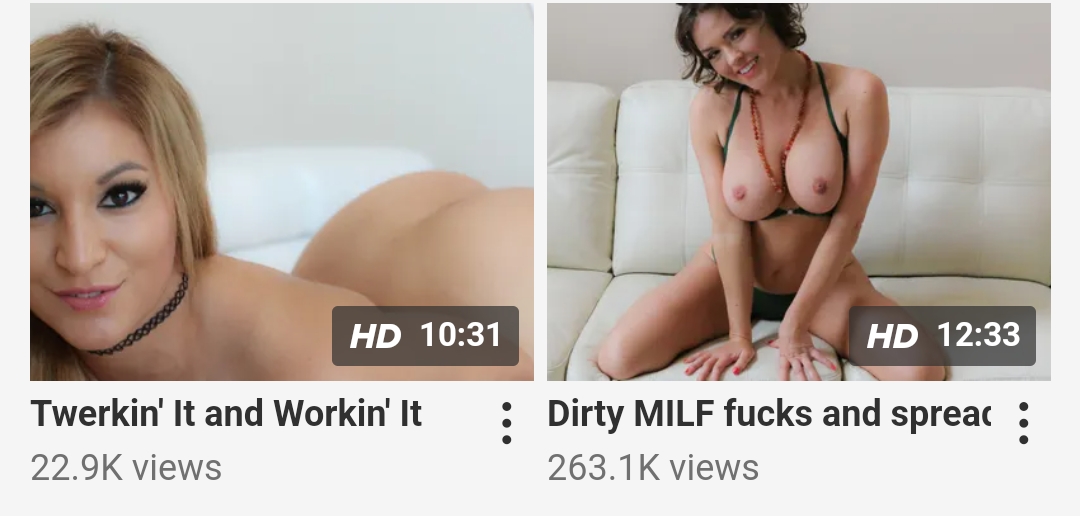 HD 10:31
HD 12:33
Twerkin' It and Workin' It
22.9K views
Dirty MILF fucks and spread
263.1K views